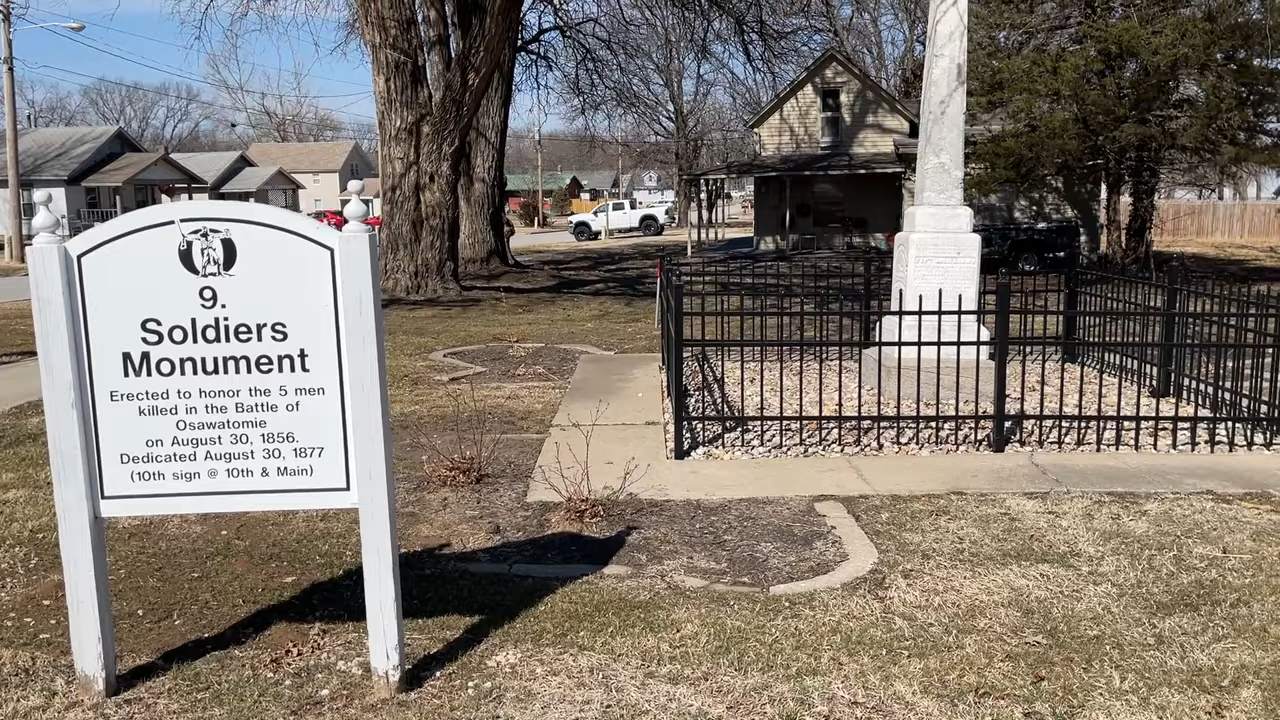 9.
Soldiers
Monument
Erected to honor the 5 men
killed in the Battle of
Osawatomie
on August 30, 1856.
Dedicated August 30, 1877
(10th sign @ 10th & Main)